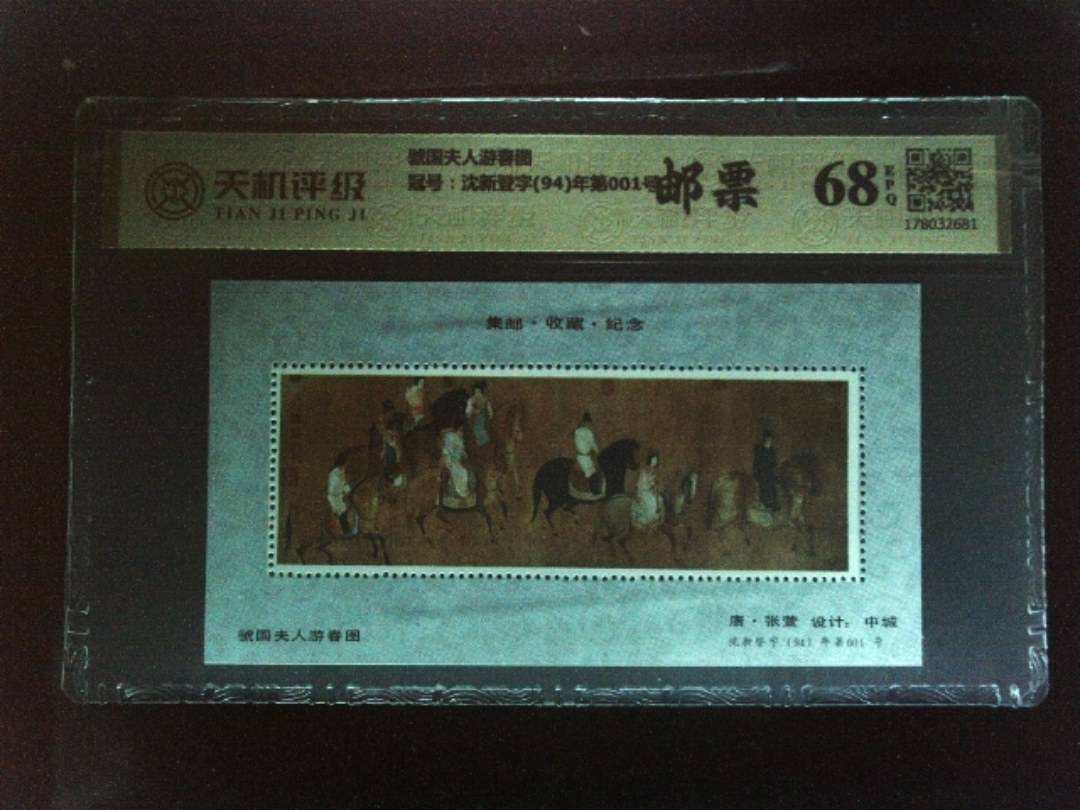 天机评级
TIAN JI PING JI
虢国夫人游春图
冠号：沈新登字(94)年第001号
邮票
68
EPQ
178032681
集邮·收藏·纪念
虢国夫人游春图
唐·张萱 设计：中城
沈新登字(94)年第001号